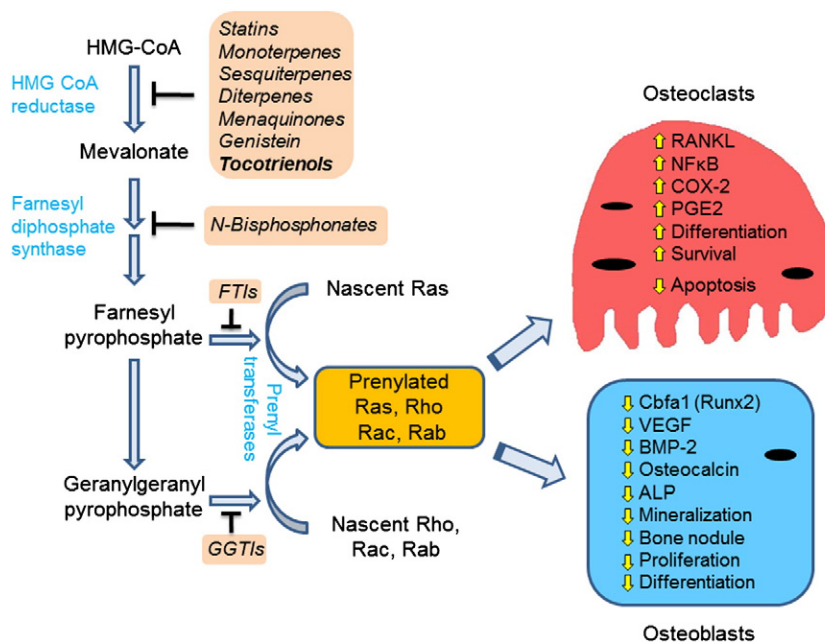 HMG-CoA
HMG CoA
reductase
Statins
Monoterpenes
Sesquiterpenes
Diterpenes
Menaquinones
Genistein
Tocotrienols
Mevalonate
Farnesyl
diphosphate
synthase
N-Bisphosphonates
FTIs
Nascent Ras
Farnesyl
pyrophosphate
Prenyl
transferases
Prenylated
Ras, Rho
Rac, Rab
Geranylgeranyl
pyrophosphate
GGTIs
Nascent Rho,
Rac, Rab
Osteoclasts
RANKL
NFκB
COX-2
PGE2
Differentiation
Survival
Apoptosis
Cbfa1 (Runx2)
VEGF
BMP-2
Osteocalcin
ALP
Mineralization
Bone nodule
Proliferation
Differentiation
Osteoblasts